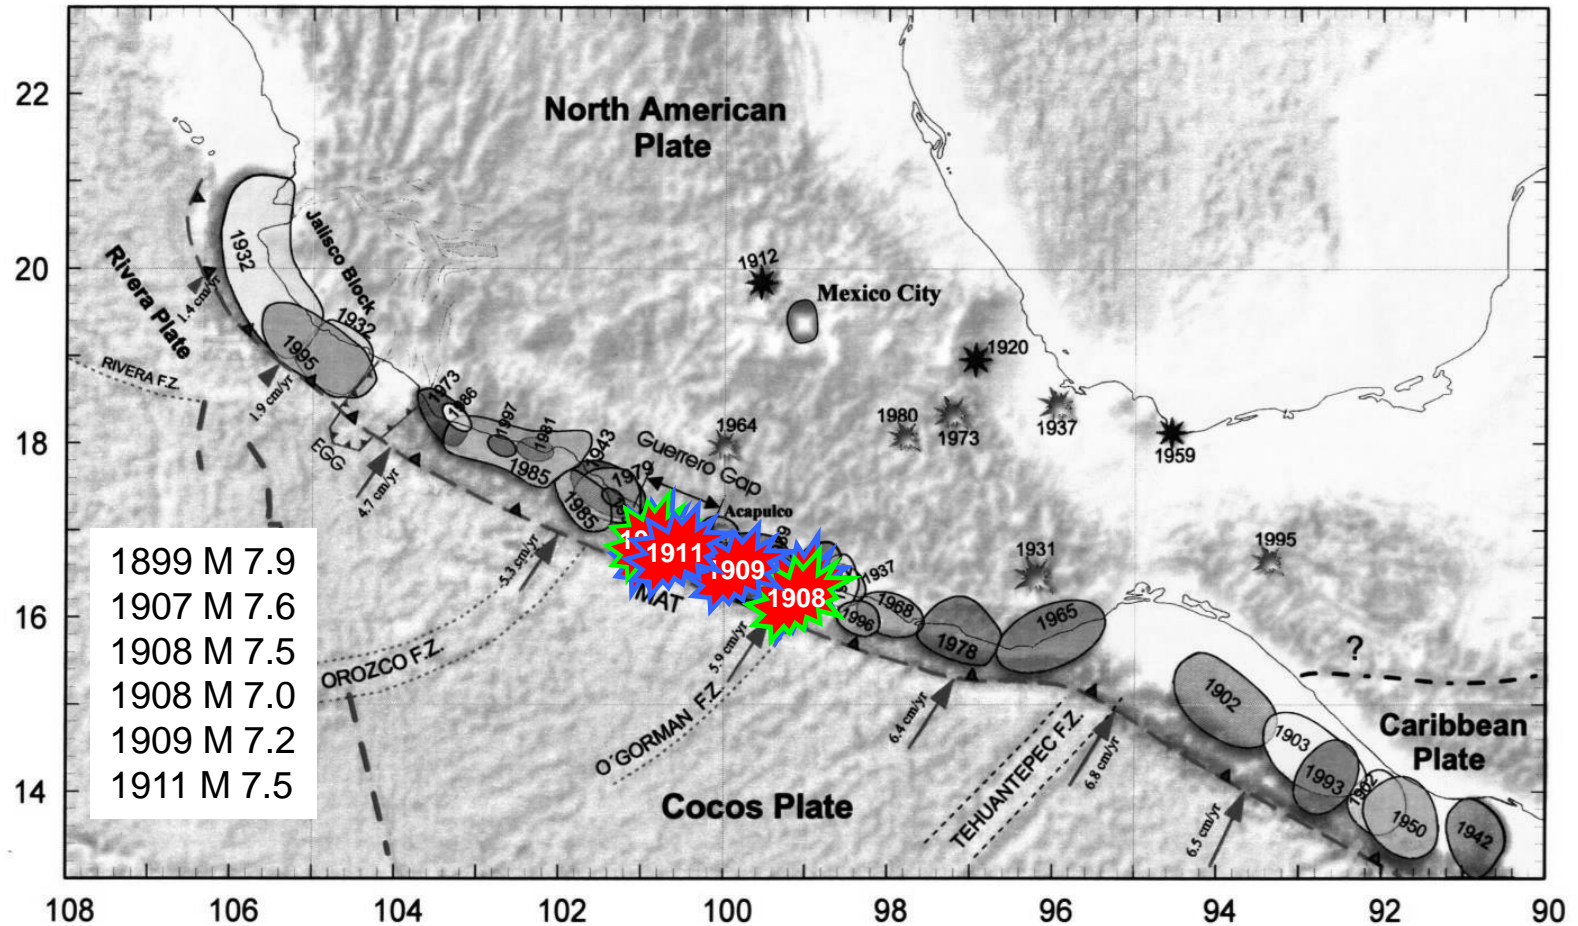 22
20
18
16
14
108
106
104
102
100
98
96
94
92
90
North American
Plate
Rivera Plate
Jalisco Block
1932
1932
1995
1.4 cm/yr
1.9 cm/yr
RIVERA F.Z.
EGG
4.7 cm/yr
1973
1986
1997
1981
1985
1943
1979
1985
Guerrero Gap
Acapulco
1964
1912
Mexico City
1920
1980
1973
1937
1959
1931
1995
1911
1909
1908
1937
1996
1968
1978
1965
MAT
5.3 cm/yr
5.9 cm/yr
6.4 cm/yr
6.8 cm/yr
6.5 cm/yr
OROZCO F.Z.
O´GORMAN F.Z.
TEHUANTEPEC F.Z.
Cocos Plate
?
Caribbean
Plate
1902
1903
1993
1902
1950
1942
1899 M 7.9
1907 M 7.6
1908 M 7.5
1908 M 7.0
1909 M 7.2
1911 M 7.5